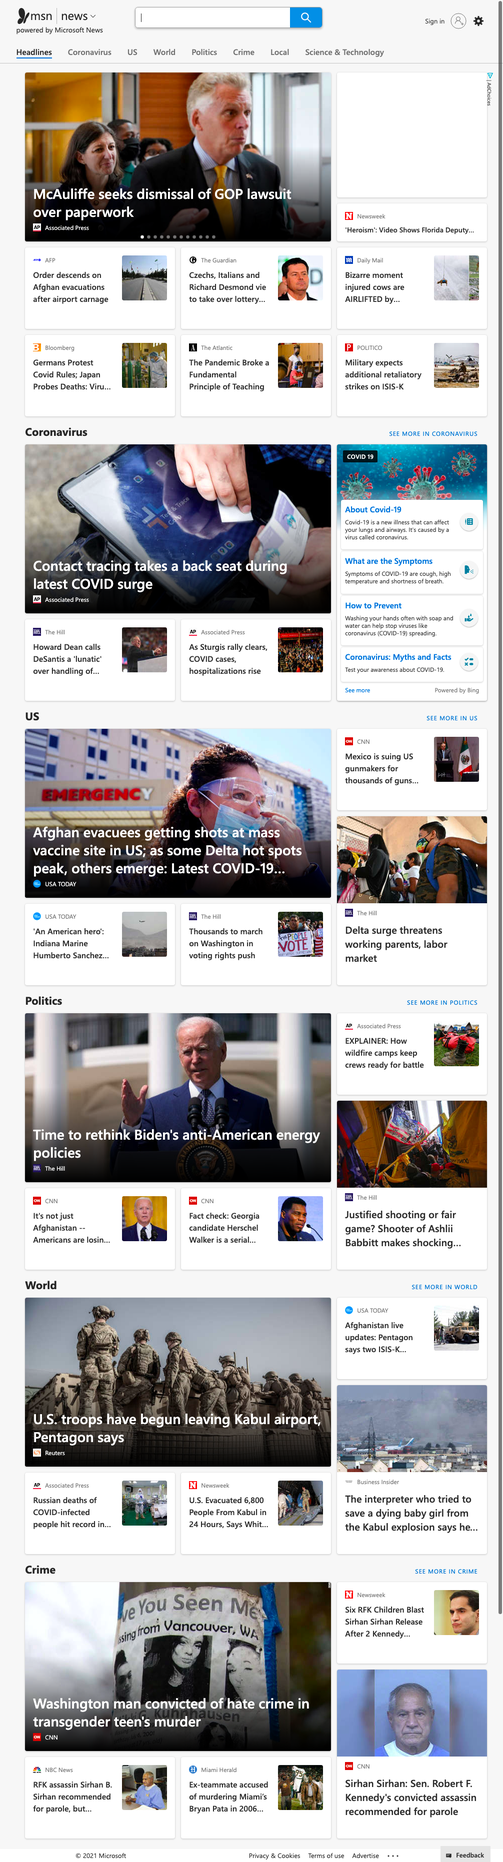 msn news
powered by Microsoft News
Sign in
Headlines
Coronavirus
US
World
Politics
Crime
Local
Science & Technology
AdChoices
McAuliffe seeks dismissal of GOP lawsuit
over paperwork
AP Associated Press
N Newsweek
'Heroism': Video Shows Florida Deputy...
AFP
Order descends on
Afghan evacuations
after airport carnage
The Guardian
Czechs, Italians and
Richard Desmond vie
to take over lottery...
Daily Mail
Bizarre moment
injured cows are
AIRLIFTED by...
B Bloomberg
Germans Protest
Covid Rules; Japan
Probes Deaths: Viru...
A The Atlantic
The Pandemic Broke a
Fundamental
Principle of Teaching
P POLITICO
Military expects
additional retaliatory
strikes on ISIS-K
Coronavirus
SEE MORE IN CORONAVIRUS
Contact tracing takes a back seat during
latest COVID surge
AP Associated Press
COVID 19
About Covid-19
Covid-19 is a new illness that can affect
your lungs and airways. It's caused by a
virus called coronavirus.
What are the Symptoms
Symptoms of COVID-19 are cough, high
temperature and shortness of breath.
How to Prevent
Washing your hands often with soap and
water can help stop viruses like
coronavirus (COVID-19) spreading.
Coronavirus: Myths and Facts
Test your awareness about COVID-19.
See more
Powered by Bing
The Hill
Howard Dean calls
DeSantis a 'lunatic'
over handling of...
AP Associated Press
As Sturgis rally clears,
COVID cases,
hospitalizations rise
US
SEE MORE IN US
EMERGENCY
Afghan evacuees getting shots at mass
vaccine site in US; as some Delta hot spots
peak, others emerge: Latest COVID-19...
USA TODAY
CNN
Mexico is suing US
gunmakers for
thousands of guns...
The Hill
Delta surge threatens
working parents, labor
market
USA TODAY
'An American hero':
Indiana Marine
Humberto Sanchez...
The Hill
Thousands to march
on Washington in
voting rights push
VOTE
Politics
SEE MORE IN POLITICS
Time to rethink Biden's anti-American energy
policies
The Hill
AP Associated Press
EXPLAINER: How
wildfire camps keep
crews ready for battle
The Hill
Justified shooting or fair
game? Shooter of Ashlii
Babbitt makes shocking...
CNN
It's not just
Afghanistan --
Americans are losin...
CNN
Fact check: Georgia
candidate Herschel
Walker is a serial...
World
SEE MORE IN WORLD
U.S. troops have begun leaving Kabul airport,
Pentagon says
Reuters
USA TODAY
Afghanistan live
updates: Pentagon
says two ISIS-K...
Business Insider
The interpreter who tried to
save a dying baby girl from
the Kabul explosion says he...
AP Associated Press
Russian deaths of
COVID-infected
people hit record in...
N Newsweek
U.S. Evacuated 6,800
People From Kabul in
24 Hours, Says Whit...
Crime
SEE MORE IN CRIME
ve You Seen Me
sing from Vancouver, WA
Washington man convicted of hate crime in
transgender teen's murder
CNN
N Newsweek
Six RFK Children Blast
Sirhan Sirhan Release
After 2 Kennedy...
CNN
Sirhan Sirhan: Sen. Robert F.
Kennedy's convicted assassin
recommended for parole
NBC News
RFK assassin Sirhan B.
Sirhan recommended
for parole, but...
Miami Herald
Ex-teammate accused
of murdering Miami's
Bryan Pata in 2006...
© 2021 Microsoft
Privacy & Cookies
Terms of use
Advertise
Feedback